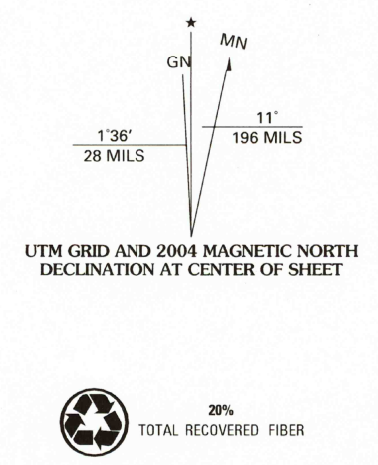 ★
MN
GN
1°36′
28 MILS
11°
196 MILS
UTM GRID AND 2004 MAGNETIC NORTH
DECLINATION AT CENTER OF SHEET
20%
TOTAL RECOVERED FIBER